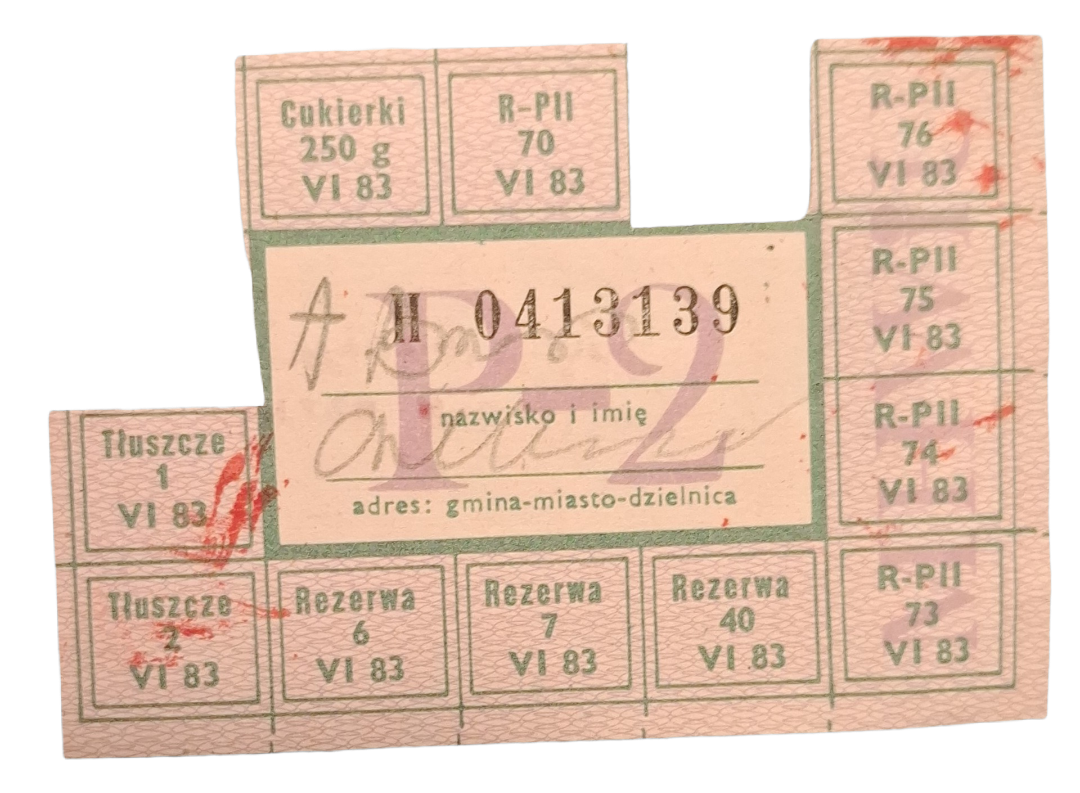 Cukierki
250 g
VI 83
R-PII
70
VI 83
R-PII
76
VI 83
H 0413139
P-2
nazwisko i imię
adres: gmina-miasto-dzielnica
R-PII
75
VI 83
R-PII
74
VI 83
Tłuszcze
1
VI 83
Tłuszcze
2
VI 83
Rezerwa
6
VI 83
Rezerwa
7
VI 83
Rezerwa
40
VI 83
R-PII
73
VI 83